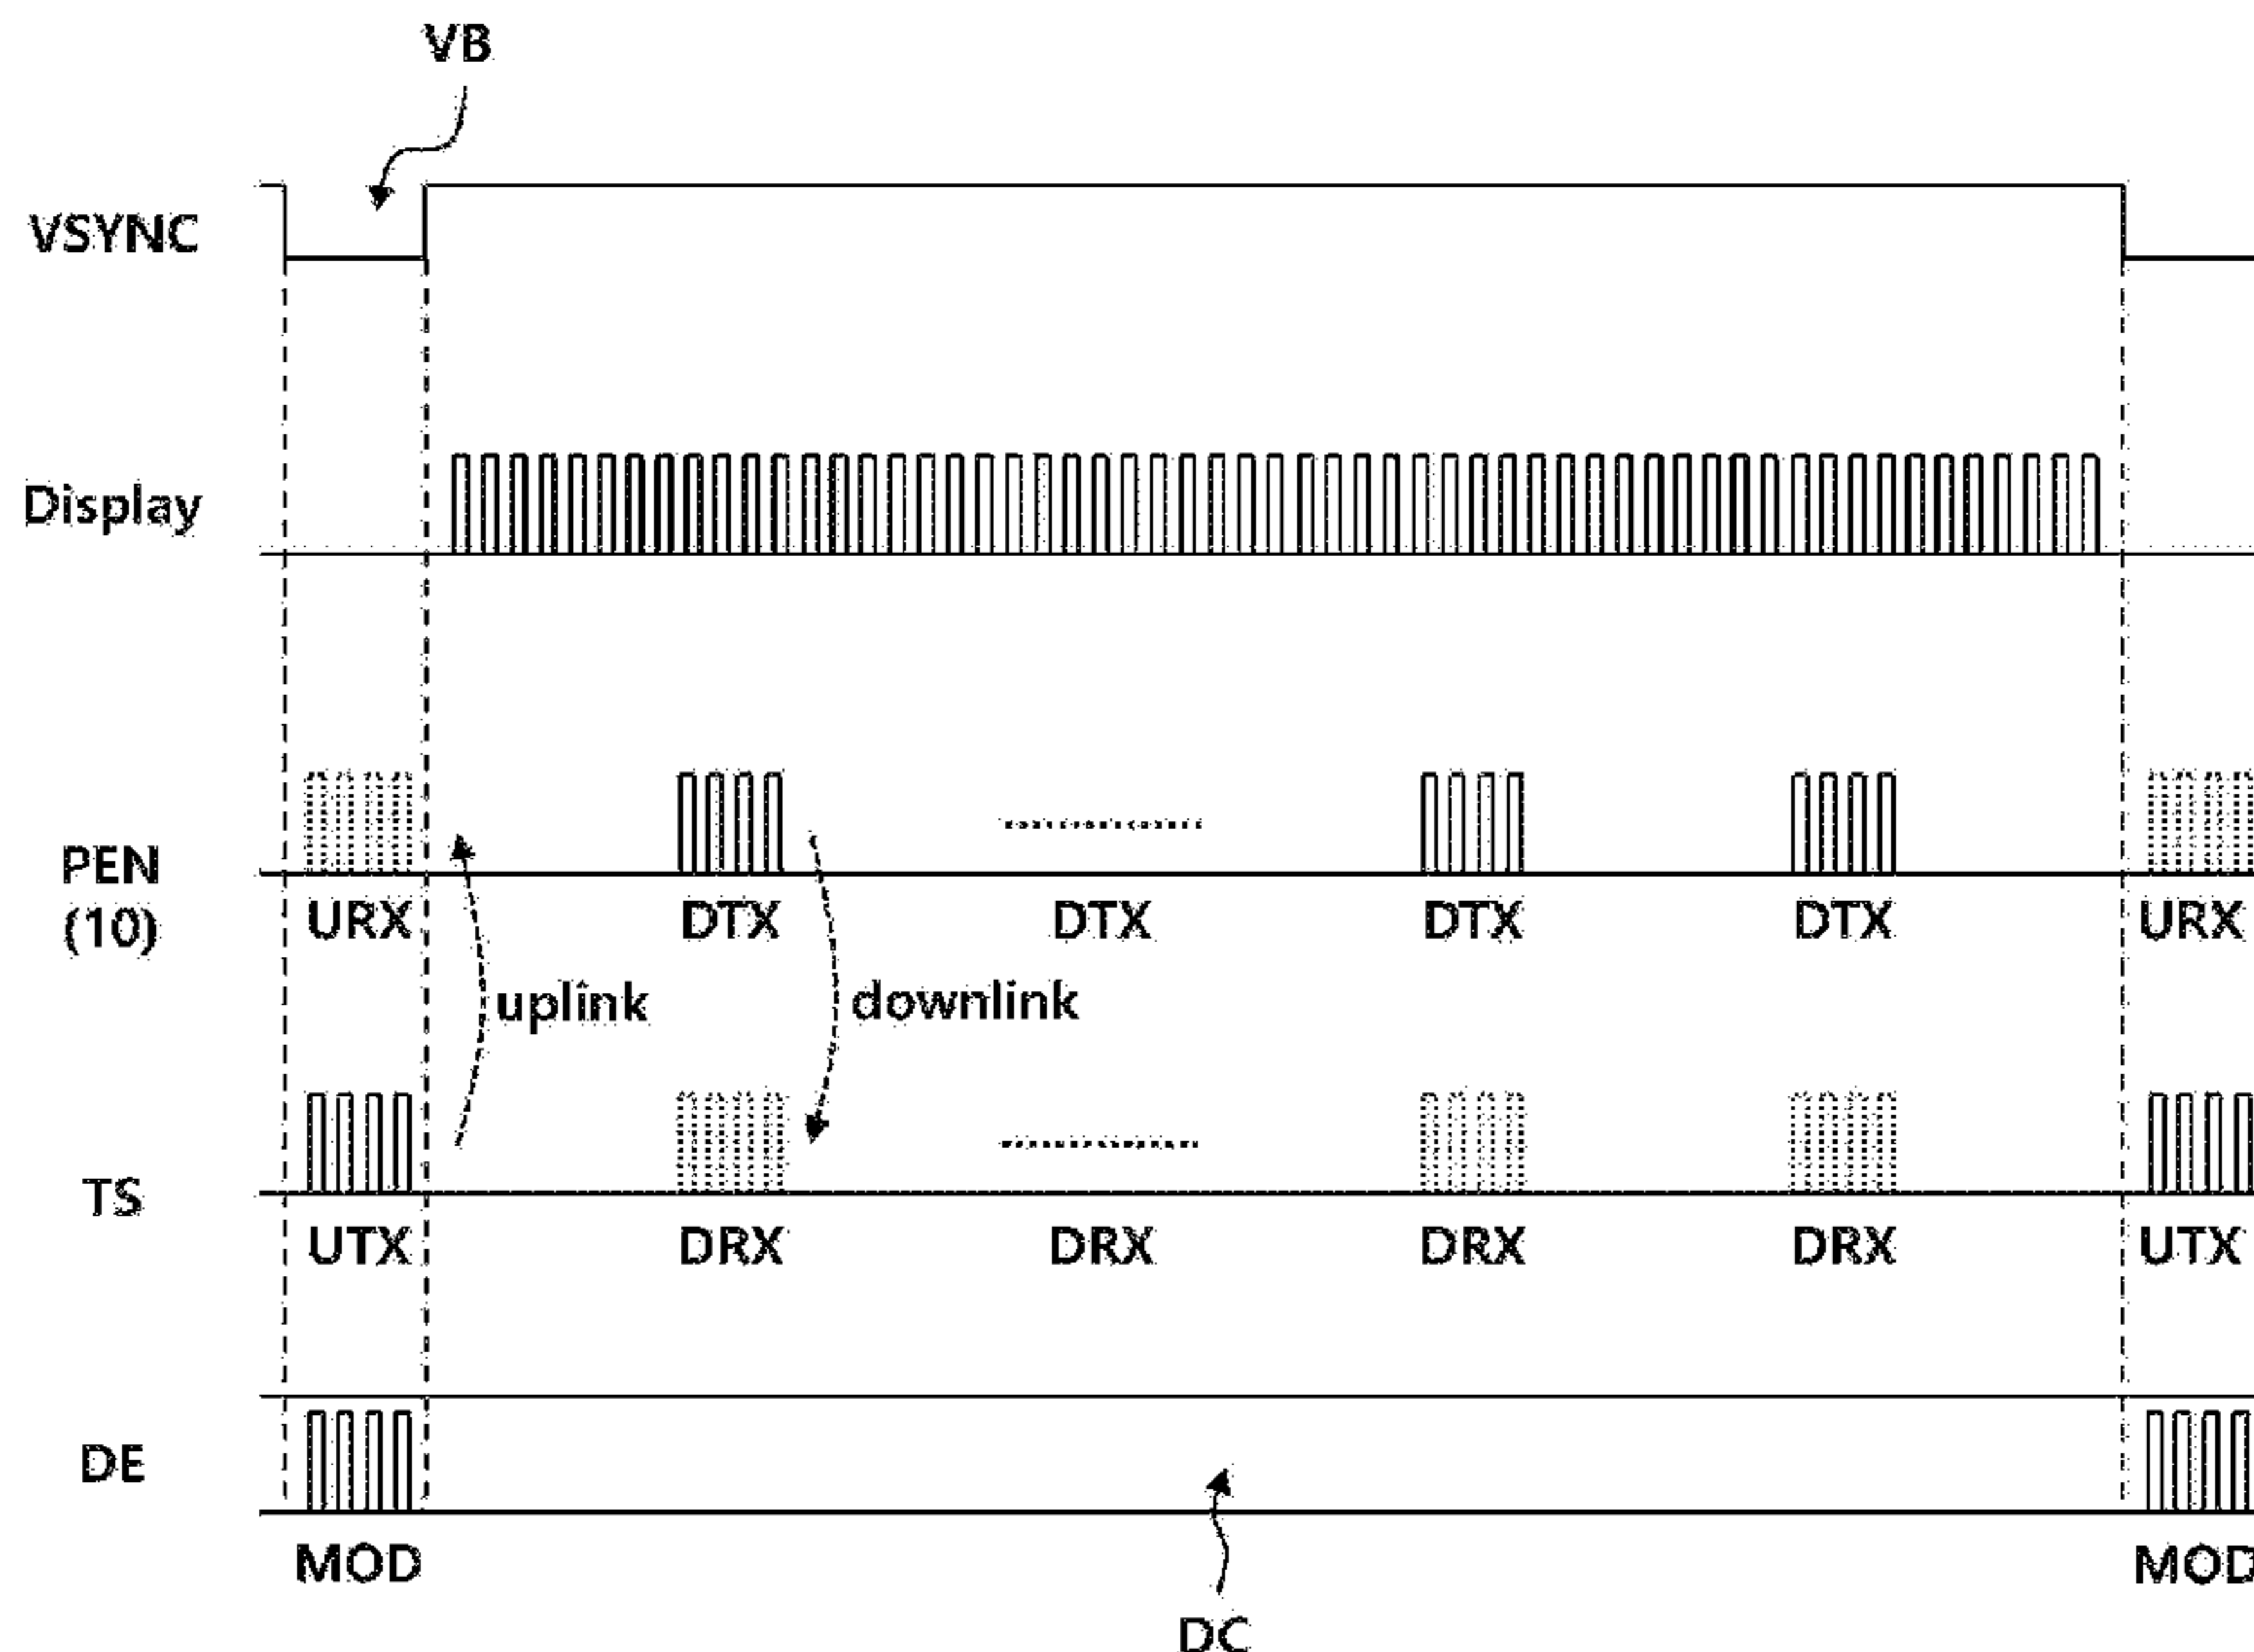 VB
VSYNC
Display
PEN
(10)
URX DTX DTX DTX DTX URX
uplink downlink
TS
UTX DRX DRX DRX DRX UTX
DE
MOD MOD
DC